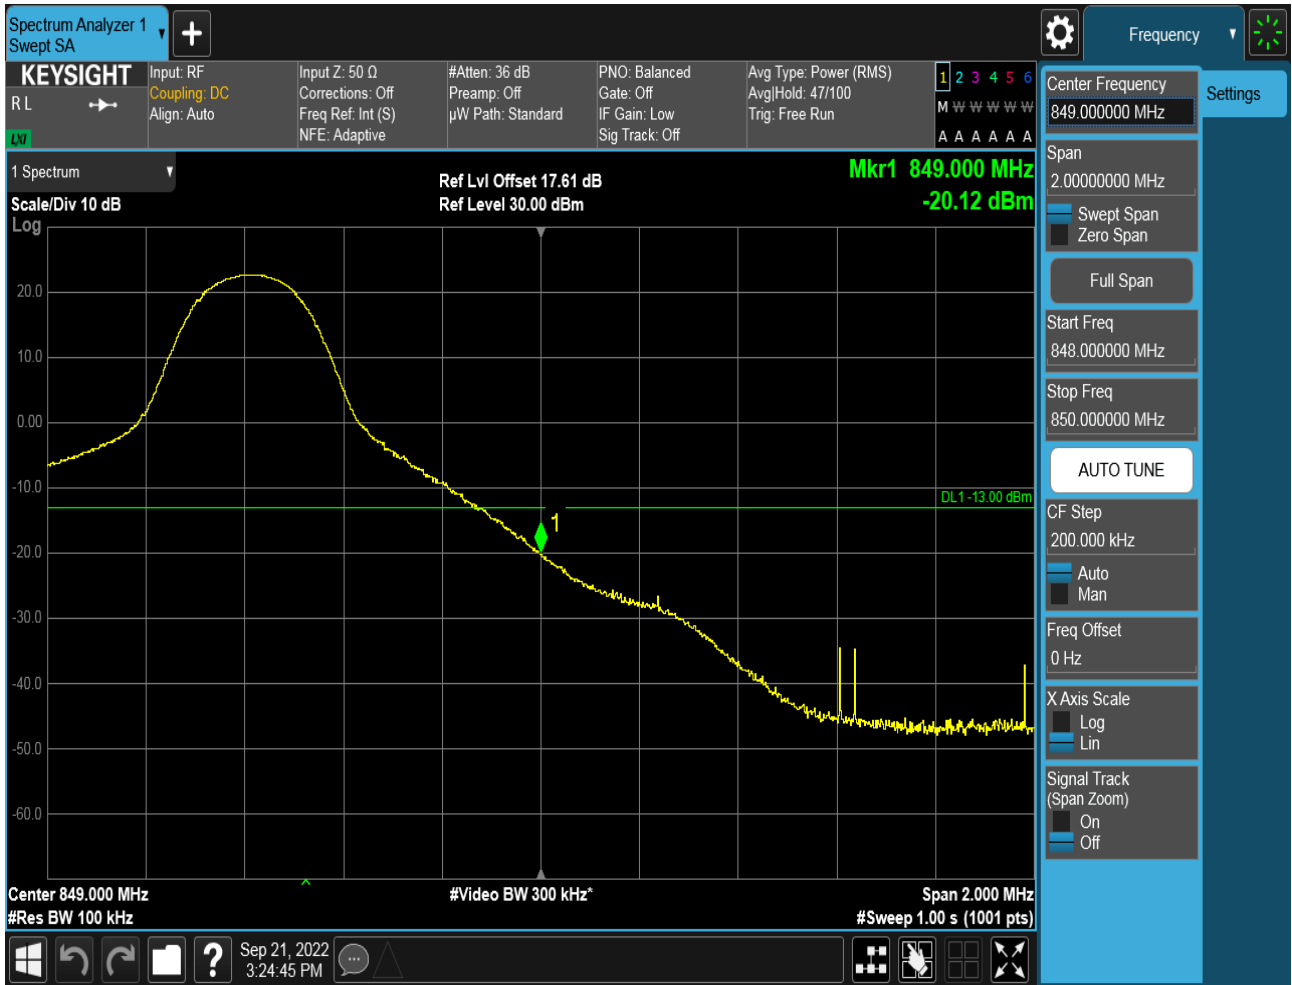 Spectrum Analyzer 1
Swept SA
Frequency
KEYSIGHT
R L
LXI
Input: RF
Coupling: DC
Align: Auto
Input Z: 50 Ω
Corrections: Off
Freq Ref: Int (S)
NFE: Adaptive
#Atten: 36 dB
Preamp: Off
µW Path: Standard
PNO: Balanced
Gate: Off
IF Gain: Low
Sig Track: Off
Avg Type: Power (RMS)
Avg|Hold: 47/100
Trig: Free Run
1 2 3 4 5 6
M W W W W W
A A A A A A
1 Spectrum
Scale/Div 10 dB
Log
Ref Lvl Offset 17.61 dB
Ref Level 30.00 dBm
Mkr1 849.000 MHz
-20.12 dBm
20.0
10.0
0.00
-10.0
-20.0
-30.0
-40.0
-50.0
-60.0
DL1 -13.00 dBm
1
Center 849.000 MHz
#Res BW 100 kHz
#Video BW 300 kHz*
Span 2.000 MHz
#Sweep 1.00 s (1001 pts)
Center Frequency
849.000000 MHz
Settings
Span
2.00000000 MHz
Swept Span
Zero Span
Full Span
Start Freq
848.000000 MHz
Stop Freq
850.000000 MHz
AUTO TUNE
CF Step
200.000 kHz
Auto
Man
Freq Offset
0 Hz
X Axis Scale
Log
Lin
Signal Track
(Span Zoom)
On
Off
?
Sep 21, 2022
3:24:45 PM